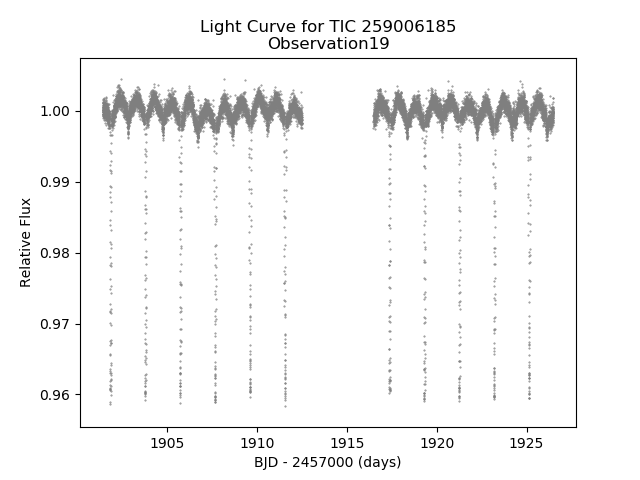 Light Curve for TIC 259006185
Observation19
1.00
0.99
0.98
0.97
0.96
Relative Flux
1905
1910
1915
1920
1925
BJD - 2457000 (days)